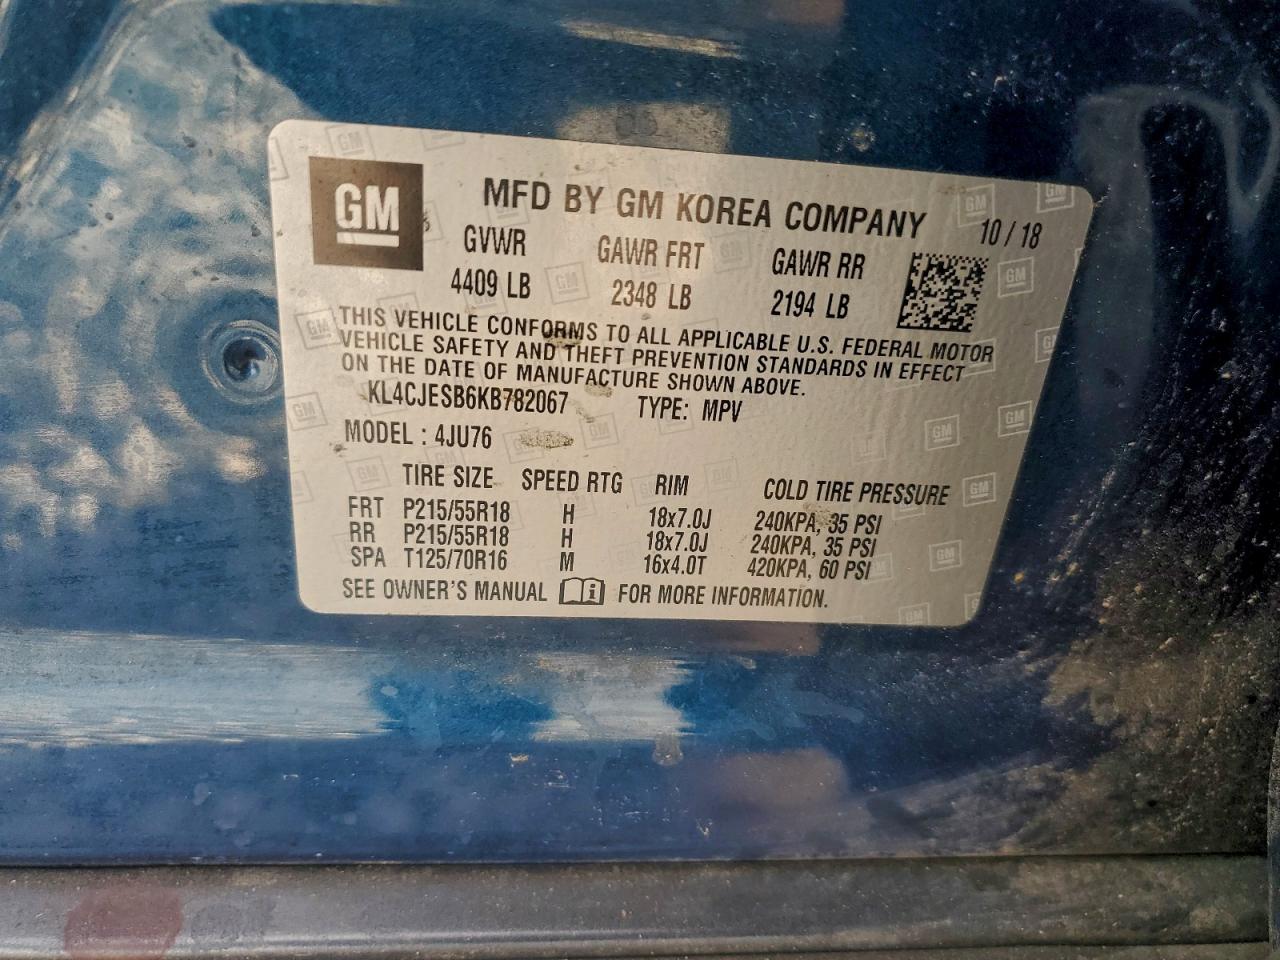 GM
MFD BY GM KOREA COMPANY 10 / 18
GVWR GAWR FRT GAWR RR
4409 LB 2348 LB 2194 LB
THIS VEHICLE CONFORMS TO ALL APPLICABLE U.S. FEDERAL MOTOR
VEHICLE SAFETY AND THEFT PREVENTION STANDARDS IN EFFECT
ON THE DATE OF MANUFACTURE SHOWN ABOVE.
KL4CJESB6KB782067 TYPE: MPV
MODEL : 4JU76
TIRE SIZE SPEED RTG RIM COLD TIRE PRESSURE
FRT P215/55R18 H 18x7.0J 240KPA, 35 PSI
RR P215/55R18 H 18x7.0J 240KPA, 35 PSI
SPA T125/70R16 M 16x4.0T 420KPA, 60 PSI
SEE OWNER'S MANUAL i FOR MORE INFORMATION.